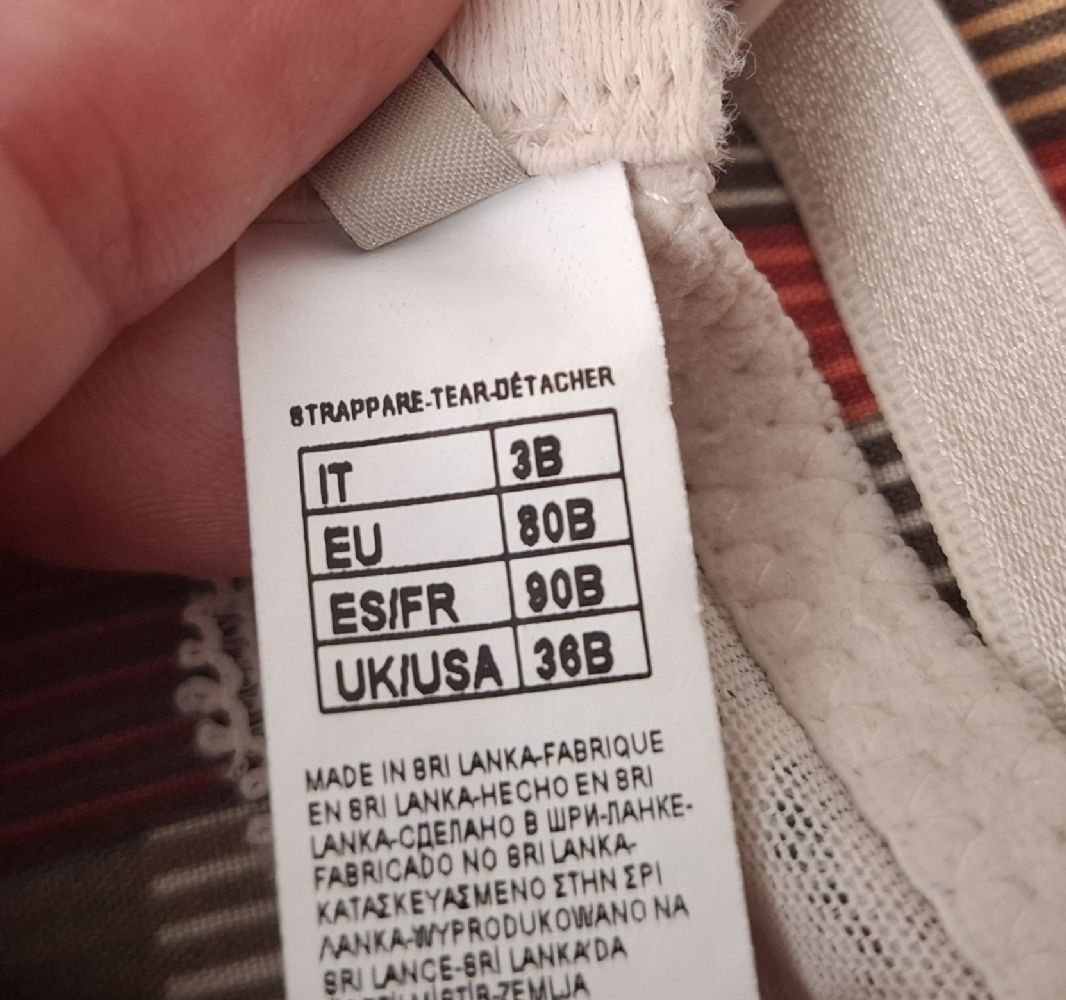 STRAPPARE-TEAR-DÉTACHER
IT 3B
EU 80B
ES/FR 90B
UK/USA 36B
MADE IN SRI LANKA-FABRIQUE
EN SRI LANKA-HECHO EN SRI
LANKA-СДЕЛАНО В ШРИ-ЛАНКЕ-
FABRICADO NO SRI LANKA-
ΚΑΤΑΣΚΕΥΑΣΜΕΝΟ ΣΤΗΝ ΣΡΙ
ΛΑΝΚΑ-WYPRODUKOWANO NA
SRI LANCE-SRİ LANKA'DA
-ZEMLJA